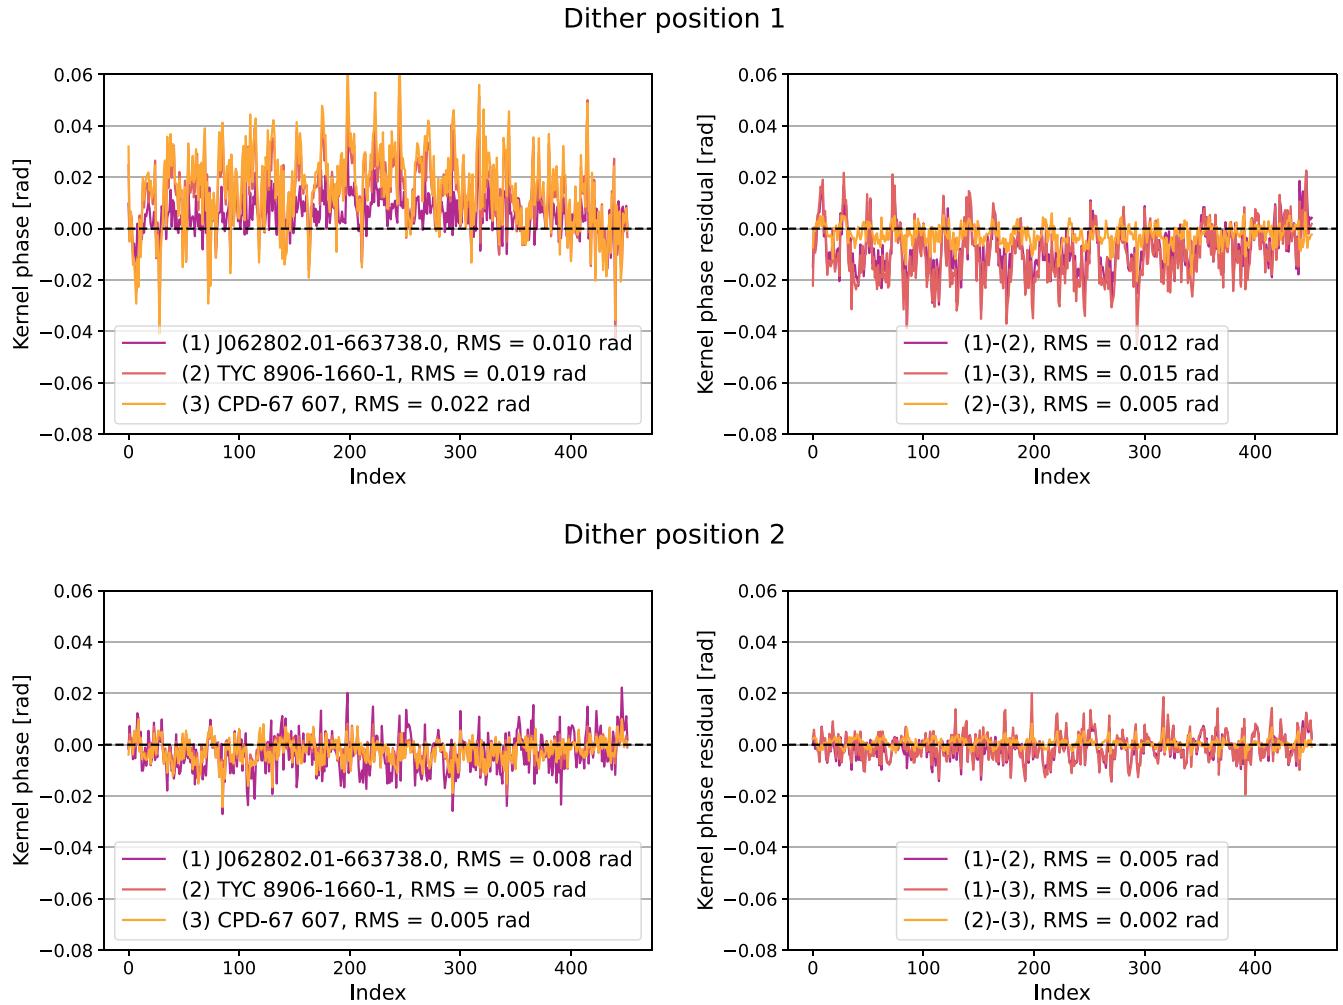 Dither position 1
0.06
0.04
0.02
0.00
−0.02
−0.04
−0.06
−0.08
Kernel phase [rad]
(1) J062802.01-663738.0, RMS = 0.010 rad
(2) TYC 8906-1660-1, RMS = 0.019 rad
(3) CPD-67 607, RMS = 0.022 rad
0 100 200 300 400
Index
0.06
0.04
0.02
0.00
−0.02
−0.04
−0.06
−0.08
Kernel phase residual [rad]
(1)-(2), RMS = 0.012 rad
(1)-(3), RMS = 0.015 rad
(2)-(3), RMS = 0.005 rad
0 100 200 300 400
Index
Dither position 2
0.06
0.04
0.02
0.00
−0.02
−0.04
−0.06
−0.08
Kernel phase [rad]
(1) J062802.01-663738.0, RMS = 0.008 rad
(2) TYC 8906-1660-1, RMS = 0.005 rad
(3) CPD-67 607, RMS = 0.005 rad
0 100 200 300 400
Index
0.06
0.04
0.02
0.00
−0.02
−0.04
−0.06
−0.08
Kernel phase residual [rad]
(1)-(2), RMS = 0.005 rad
(1)-(3), RMS = 0.006 rad
(2)-(3), RMS = 0.002 rad
0 100 200 300 400
Index